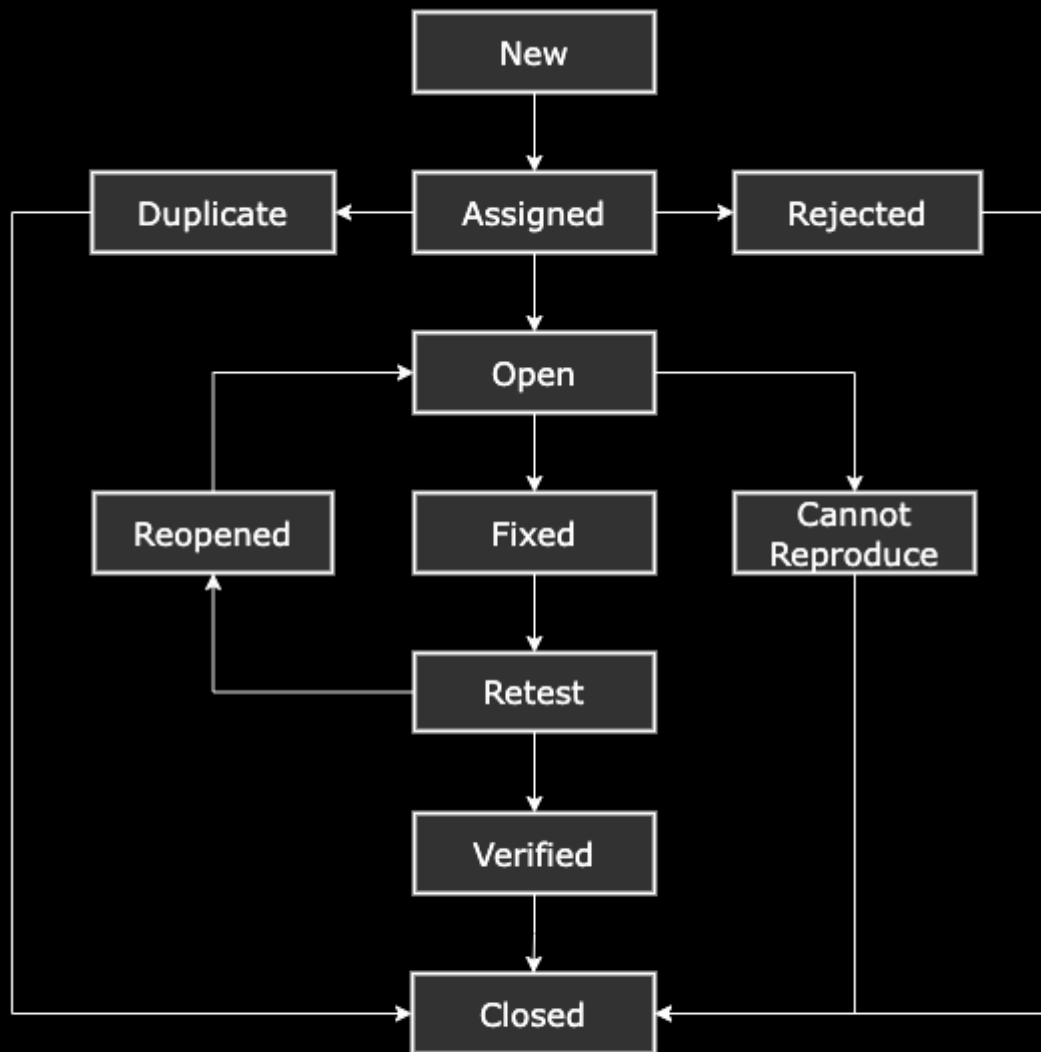 New
Duplicate
Assigned
Rejected
Open
Reopened
Fixed
Cannot
Reproduce
Retest
Verified
Closed